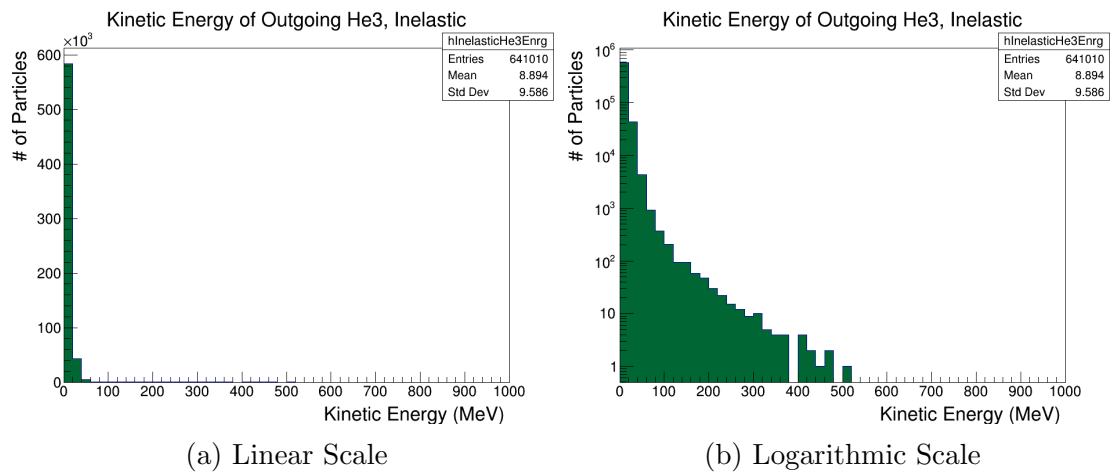 Kinetic Energy of Outgoing He3, Inelastic
×10³
hInelasticHe3Enrg
Entries 641010
Mean 8.894
Std Dev 9.586
# of Particles
600
500
400
300
200
100
0
0 100 200 300 400 500 600 700 800 900 1000
Kinetic Energy (MeV)
(a) Linear Scale
Kinetic Energy of Outgoing He3, Inelastic
hInelasticHe3Enrg
Entries 641010
Mean 8.894
Std Dev 9.586
# of Particles
10⁶
10⁵
10⁴
10³
10²
10
1
0 100 200 300 400 500 600 700 800 900 1000
Kinetic Energy (MeV)
(b) Logarithmic Scale